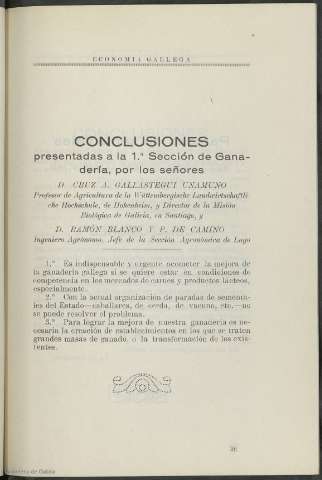 ECONOMIA GALLEGA
CONCLUSIONES
presentadas a la 1.ª Sección de Gana-
dería, por los señores
D. CRUZ A. GALLASTEGUI UNAMUNO
Profesor de Agricultura de la Württenbergische Landwirtschaftli
che Hochschule, de Hohenheim, y Director de la Misión
Biológica de Galicia, en Santiago, y
D. RAMÓN BLANCO Y P. DE CAMINO
Ingeniero Agrónomo, Jefe de la Sección Agronómica de Lugo
1.ª Es indispensable y urgente acometer la mejora de
la ganadería gallega si se quiere estar en condiciones de
competencia en los mercados de carnes y productos lácteos,
especialmente.
2.ª Con la actual organización de paradas de sementa-
les del Estado—caballares, de cerda, de vacuno, etc.—no
se puede resolver el problema.
3.ª Para lograr la mejora de nuestra ganadería es ne-
cesaria la creación de establecimientos en los que se traten
grandes masas de ganado, o la transformación de los exis-
tentes.
de Galicia